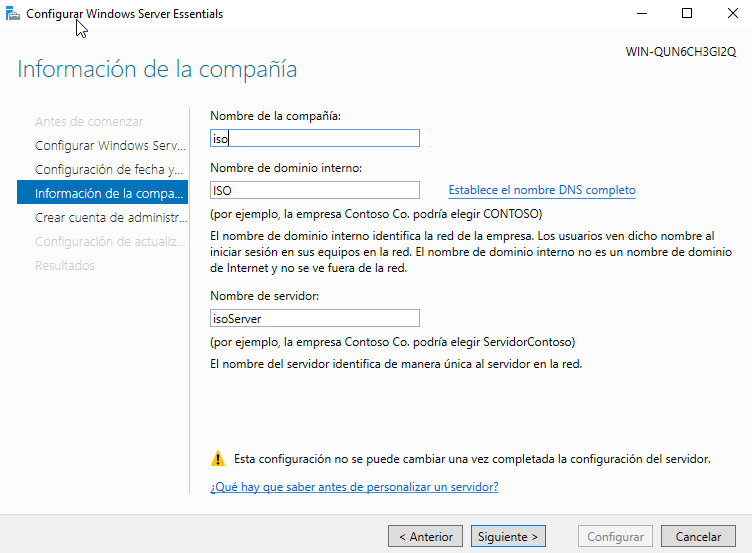 Configurar Windows Server Essentials
WIN-QUN6CH3GI2Q
Información de la compañía
Antes de comenzar
Configurar Windows Serv...
Configuración de fecha y...
Información de la compa...
Crear cuenta de administr...
Configuración de actualiz...
Resultados
Nombre de la compañía:
iso
Nombre de dominio interno:
ISO
Establece el nombre DNS completo
(por ejemplo, la empresa Contoso Co. podría elegir CONTOSO)
El nombre de dominio interno identifica la red de la empresa. Los usuarios ven dicho nombre al
iniciar sesión en sus equipos en la red. El nombre de dominio interno no es un nombre de dominio
de Internet y no se ve fuera de la red.
Nombre de servidor:
isoServer
(por ejemplo, la empresa Contoso Co. podría elegir ServidorContoso)
El nombre del servidor identifica de manera única al servidor en la red.
Esta configuración no se puede cambiar una vez completada la configuración del servidor.
¿Qué hay que saber antes de personalizar un servidor?
< Anterior
Siguiente >
Configurar
Cancelar